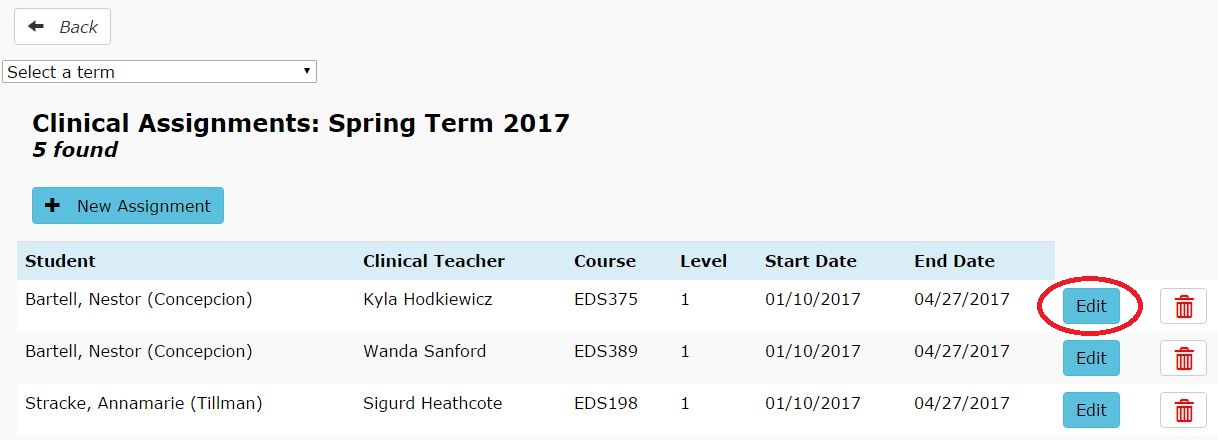 Back
Select a term
Clinical Assignments: Spring Term 2017
5 found
New Assignment
Student Clinical Teacher Course Level Start Date End Date
Bartell, Nestor (Concepcion) Kyla Hodkiewicz EDS375 1 01/10/2017 04/27/2017 Edit
Bartell, Nestor (Concepcion) Wanda Sanford EDS389 1 01/10/2017 04/27/2017 Edit
Stracke, Annamarie (Tillman) Sigurd Heathcote EDS198 1 01/10/2017 04/27/2017 Edit